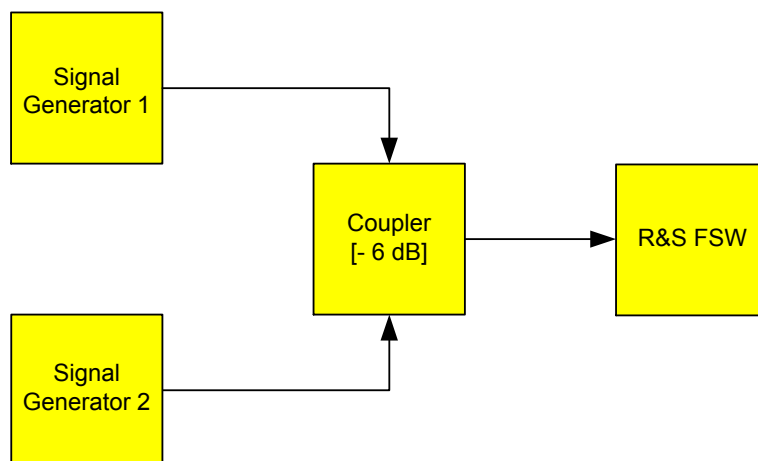 Signal
Generator 1
Coupler
[- 6 dB]
R&S FSW
Signal
Generator 2